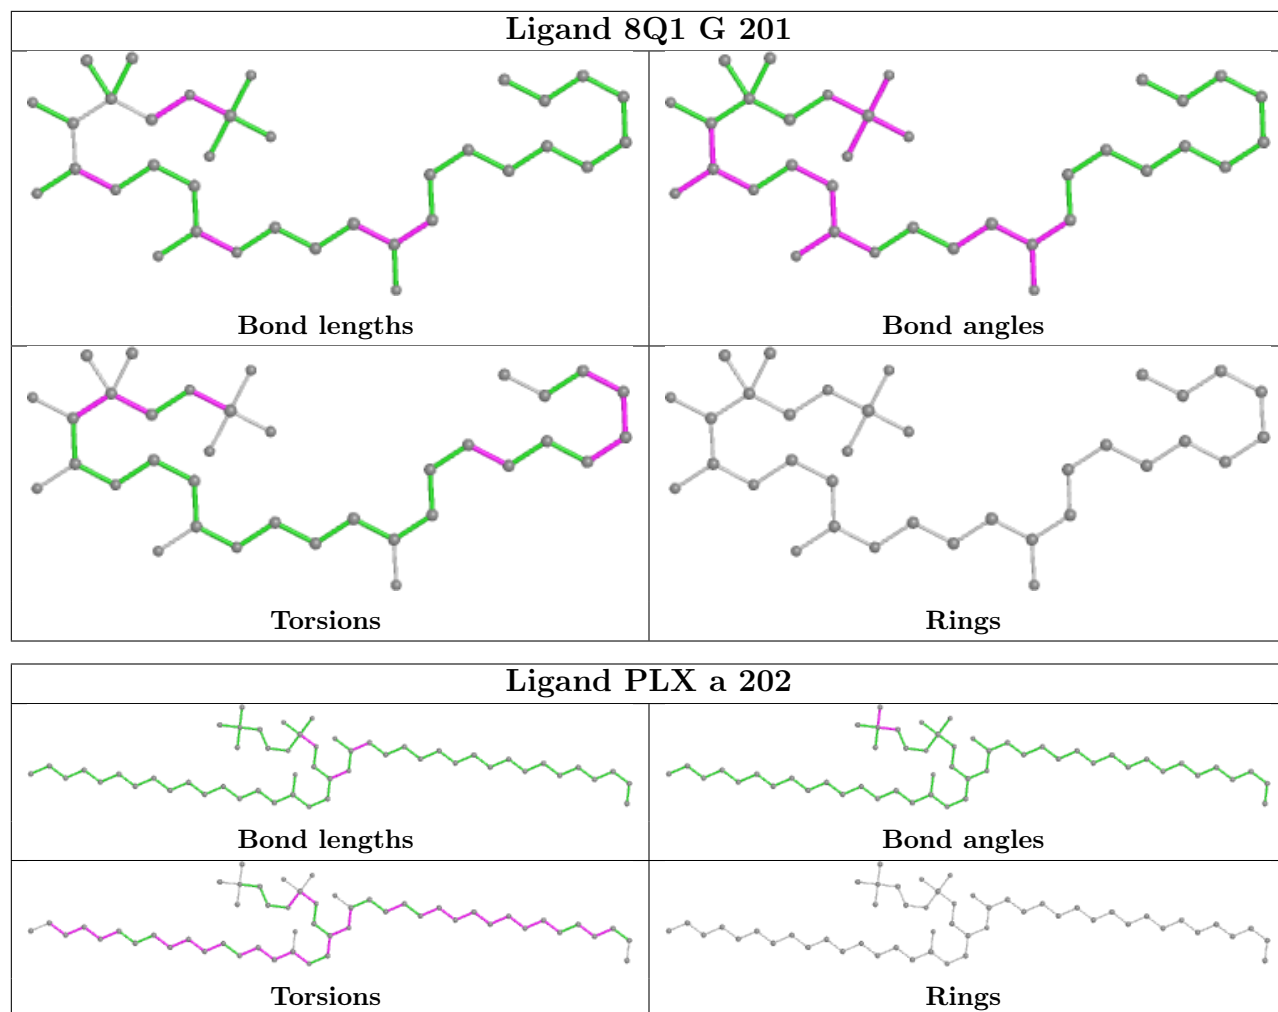 Ligand 8Q1 G 201
Bond lengths
Bond angles
Torsions
Rings
Ligand PLX a 202
Bond lengths
Bond angles
Torsions
Rings